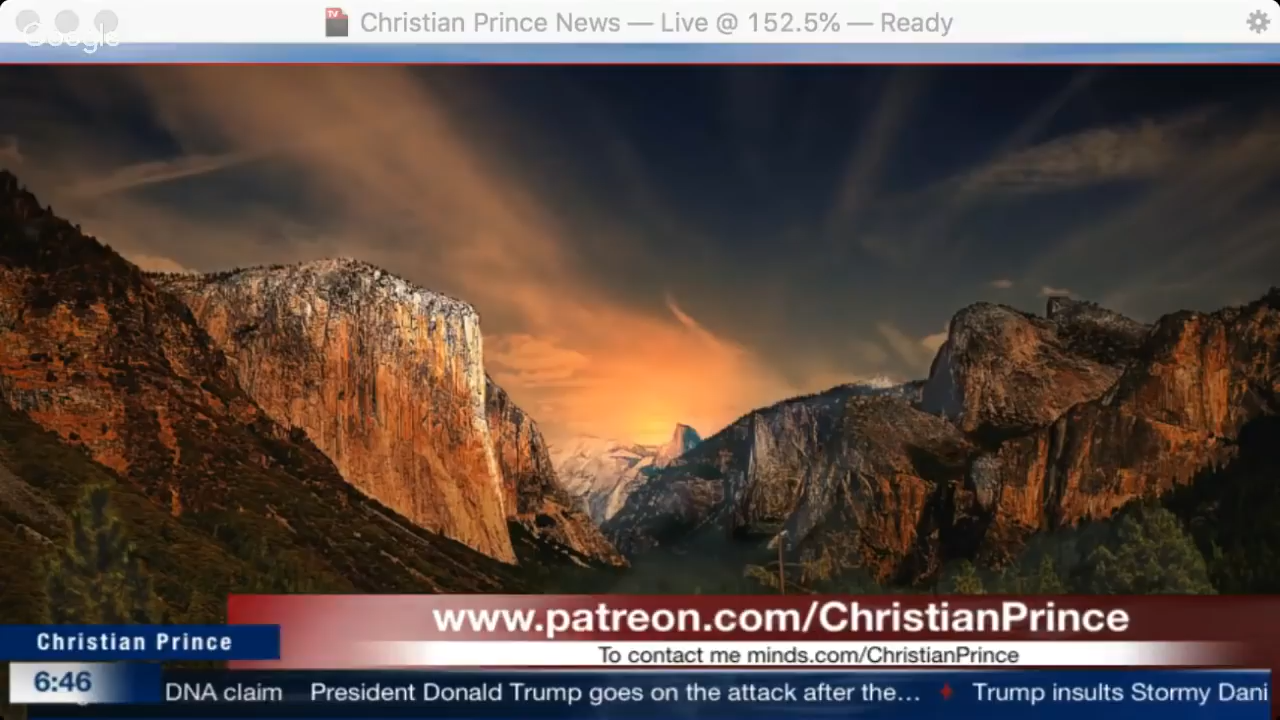 Christian Prince News — Live @ 152.5% — Ready
Google
www.patreon.com/ChristianPrince
Christian Prince
To contact me minds.com/ChristianPrince
6:46
DNA claim President Donald Trump goes on the attack after the… Trump insults Stormy Dani